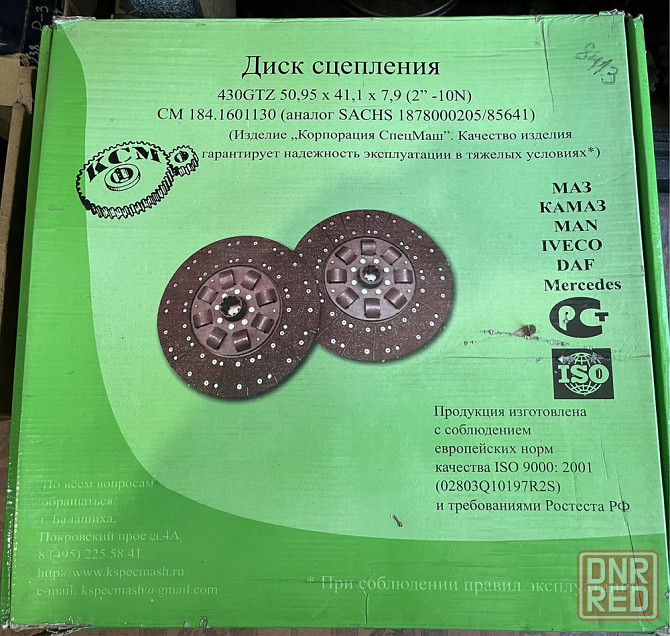 8413
Диск сцепления
430GTZ 50,95 x 41,1 x 7,9 (2” -10N)
СМ 184.1601130 (аналог SACHS 1878000205/85641)
(Изделие „Корпорация СпецМаш”. Качество изделия
гарантирует надежность эксплуатации в тяжелых условиях*)
КСМ
МАЗ
КАМАЗ
MAN
IVECO
DAF
Mercedes
РСТ
ISO
Продукция изготовлена
с соблюдением
европейских норм
качества ISO 9000: 2001
(02803Q10197R2S)
и требованиями Ростеста РФ
По всем вопросам
обращаться:
г. Балашиха,
Покровский проезд.4А
8 (495) 225 58 41
http://www.kspecmash.ru
e-mail: kspecmash@gmail.com
* При соблюдении правил эксплуатации
DNR
RED